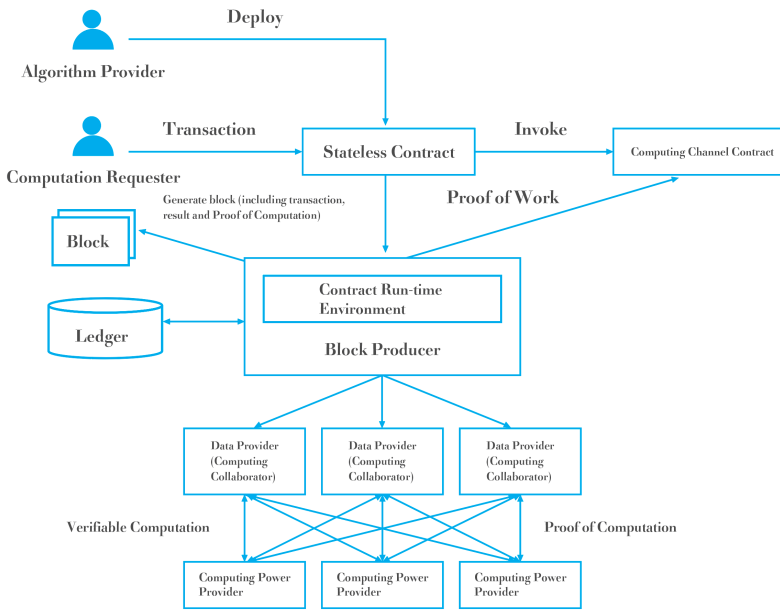 Deploy
Algorithm Provider
Transaction
Invoke
Stateless Contract
Computing Channel Contract
Computation Requester
Generate block (including transaction,
result and Proof of Computation)
Proof of Work
Block
Contract Run-time
Environment
Ledger
Block Producer
Data Provider
(Computing
Collaborator)
Data Provider
(Computing
Collaborator)
Data Provider
(Computing
Collaborator)
Verifiable Computation
Proof of Computation
Computing Power
Provider
Computing Power
Provider
Computing Power
Provider